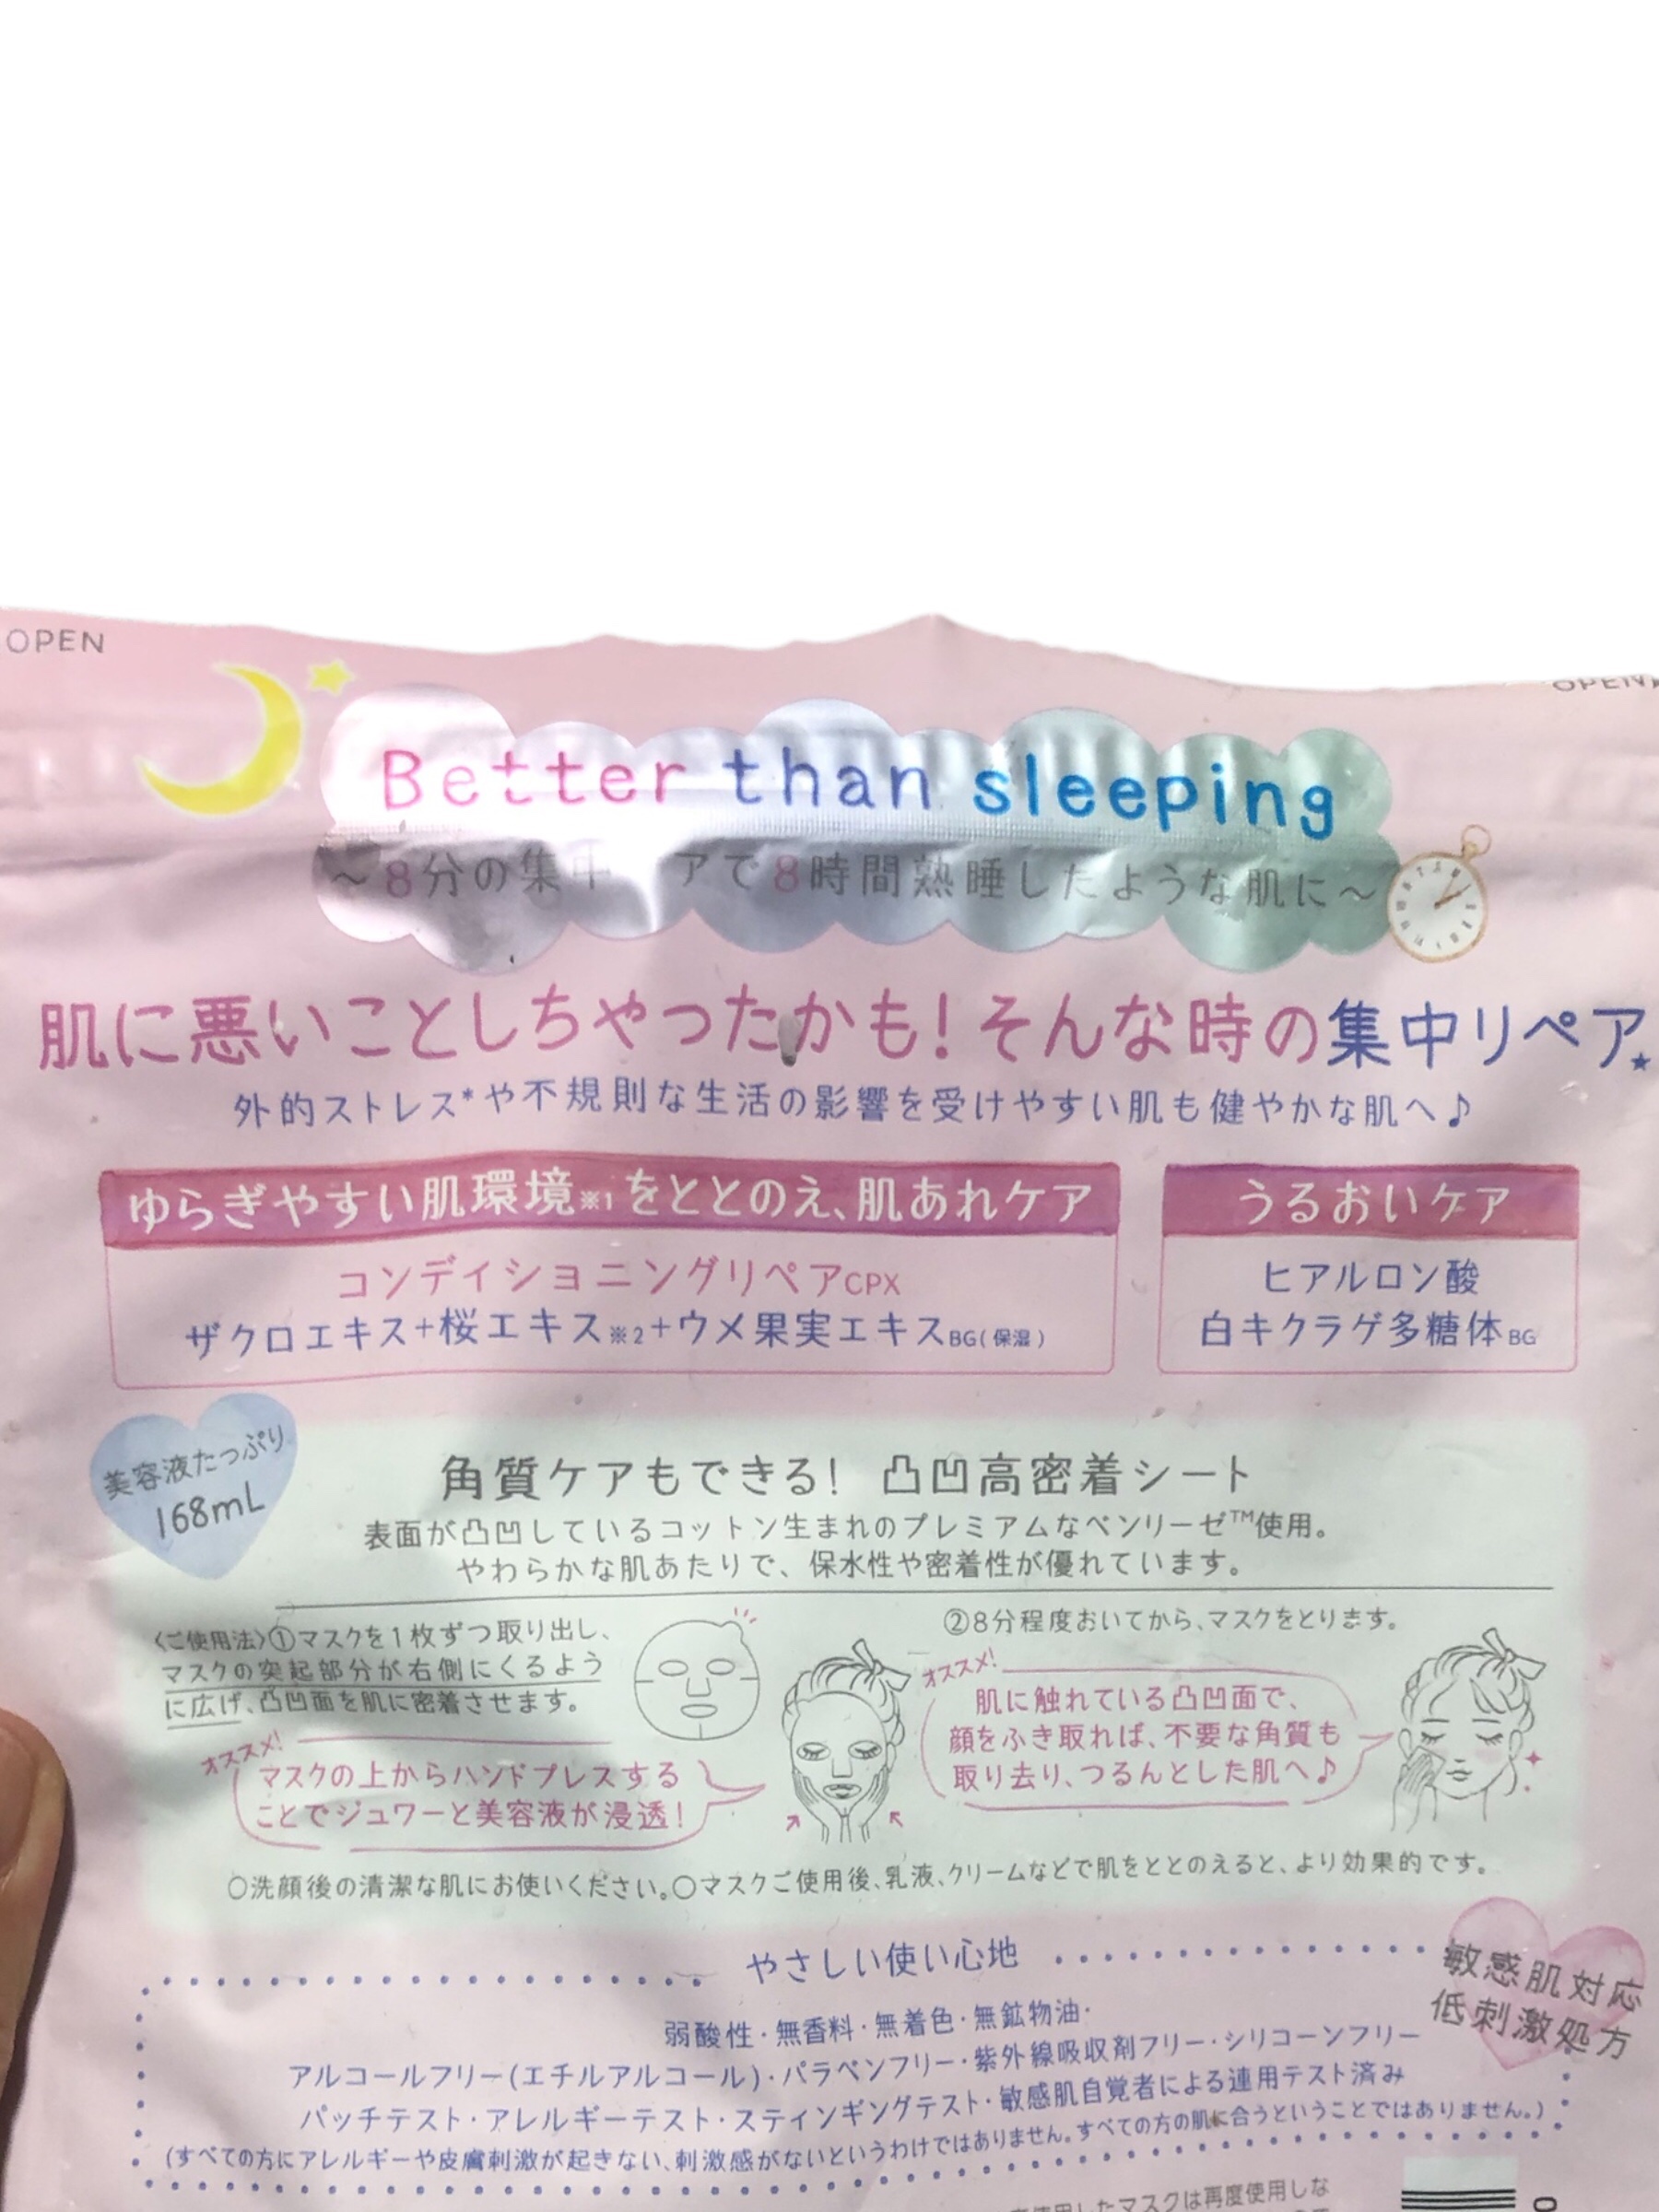 OPEN
OPEN
Better than sleeping
～8分の集中 アで8時間熟睡したような肌に～
肌に悪いことしちゃったかも！そんな時の集中リペア★
外的ストレス*や不規則な生活の影響を受けやすい肌も健やかな肌へ♪
ゆらぎやすい肌環境※1をととのえ、肌あれケア
コンディショニングリペアCPX
ザクロエキス+桜エキス※2+ウメ果実エキスBG(保湿)
うるおいケア
ヒアルロン酸
白キクラゲ多糖体BG
美容液たっぷり
168mL
角質ケアもできる！ 凸凹高密着シート
表面が凸凹しているコットン生まれのプレミアムなベンリーゼ™使用。
やわらかな肌あたりで、保水性や密着性が優れています。
〈ご使用法〉①マスクを1枚ずつ取り出し、
マスクの突起部分が右側にくるよう
に広げ、凸凹面を肌に密着させます。
オススメ!
マスクの上からハンドプレスする
ことでジュワーと美容液が浸透！
②8分程度おいてから、マスクをとります。
オススメ!
肌に触れている凸凹面で、
顔をふき取れば、不要な角質も
取り去り、つるんとした肌へ♪
○洗顔後の清潔な肌にお使いください。○マスクご使用後、乳液、クリームなどで肌をととのえると、より効果的です。
やさしい使い心地
敏感肌対応
低刺激処方
弱酸性・無香料・無着色・無鉱物油・
アルコールフリー(エチルアルコール)・パラベンフリー・紫外線吸収剤フリー・シリコーンフリー
パッチテスト・アレルギーテスト・スティンギングテスト・敏感肌自覚者による連用テスト済み
(すべての方にアレルギーや皮膚刺激が起きない、刺激感がないというわけではありません。すべての方の肌に合うということではありません。)
使用したマスクは再度使用しな